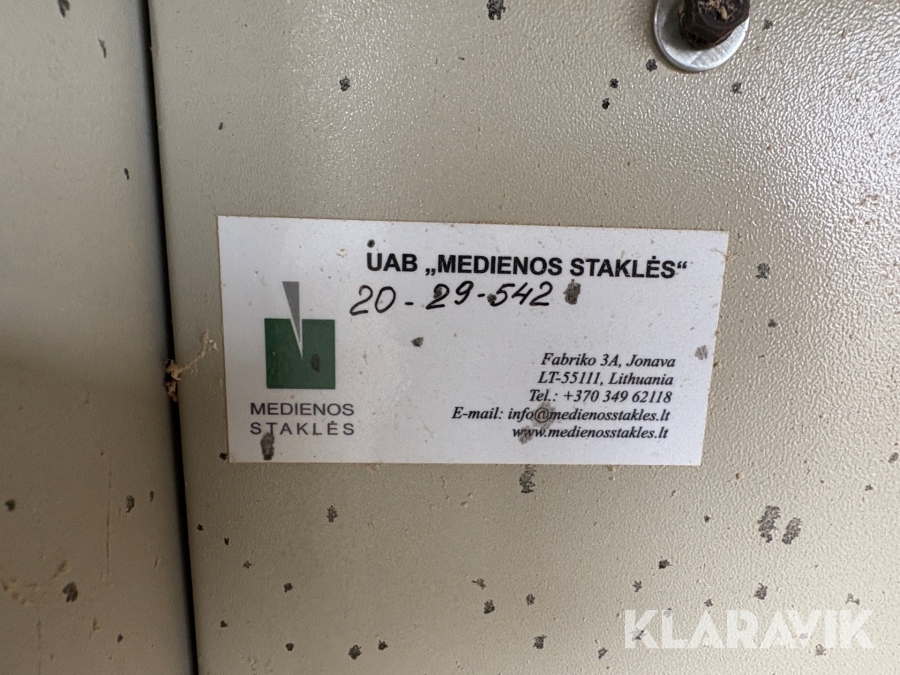 UAB „MEDIENOS STAKLĖS“
20-29-542
MEDIENOS
STAKLĖS
Fabriko 3A, Jonava
LT-55111, Lithuania
Tel.: +370 349 62118
E-mail: info@medienosstakles.lt
www.medienosstakles.lt
KLARAVIK